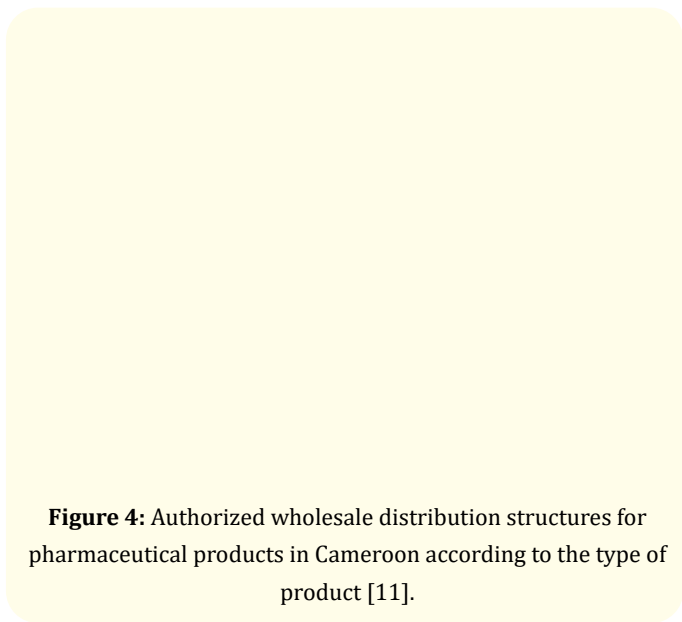 Figure 4: Authorized wholesale distribution structures for
pharmaceutical products in Cameroon according to the type of
product [11].